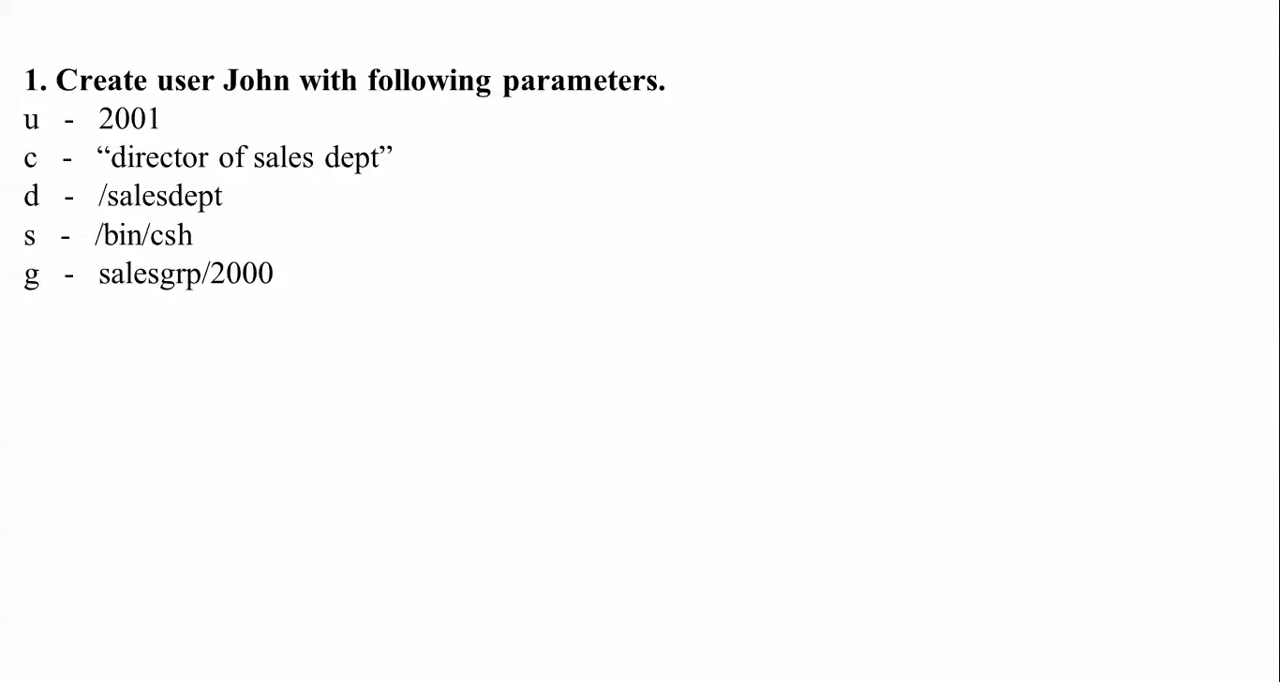 1. Create user John with following parameters.
u - 2001
c - “director of sales dept”
d - /salesdept
s - /bin/csh
g - salesgrp/2000